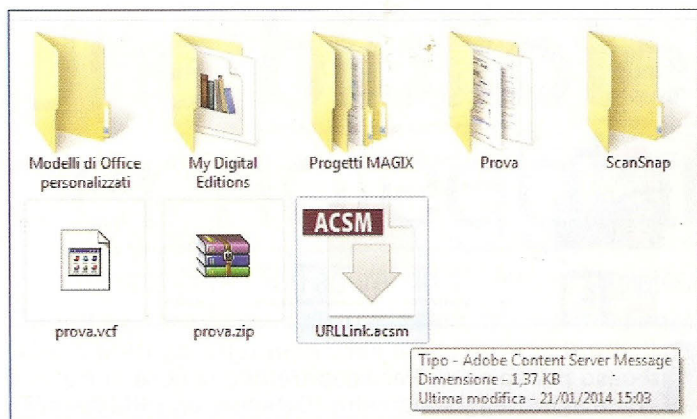 Modelli di Office
personalizzati
My Digital
Editions
Progetti MAGIX
Prova
ScanSnap
prova.vcf
prova.zip
ACSM
URLLink.acsm
Tipo - Adobe Content Server Message
Dimensione - 1,37 KB
Ultima modifica - 21/01/2014 15:03